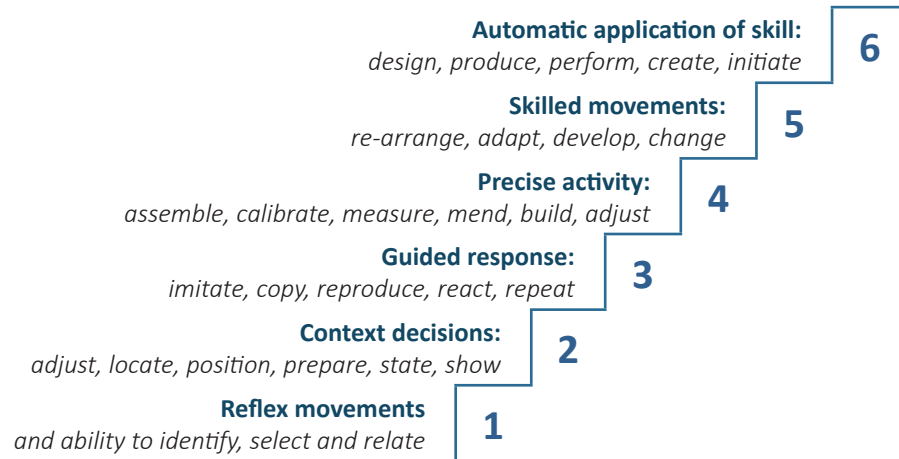 Automatic application of skill:
design, produce, perform, create, initiate
6
Skilled movements:
re-arrange, adapt, develop, change
5
Precise activity:
assemble, calibrate, measure, mend, build, adjust
4
Guided response:
imitate, copy, reproduce, react, repeat
3
Context decisions:
adjust, locate, position, prepare, state, show
2
Reflex movements
and ability to identify, select and relate
1